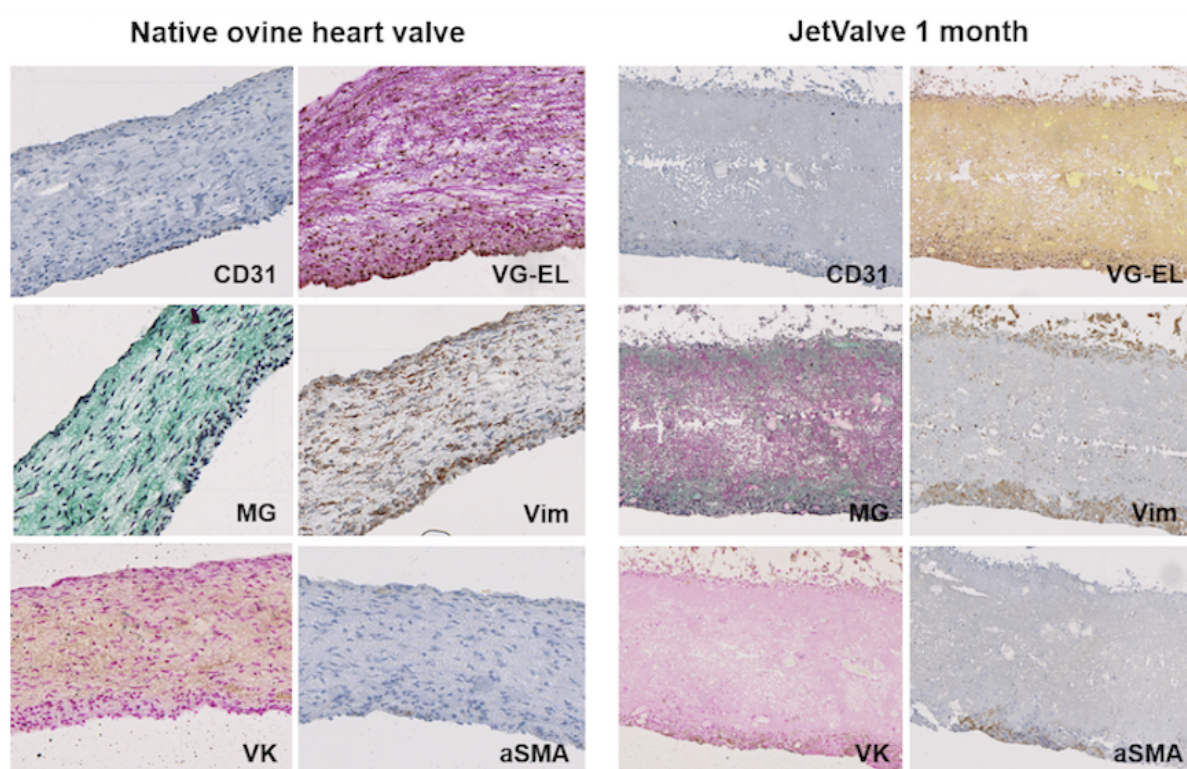 Native ovine heart valve
JetValve 1 month
CD31
VG-EL
CD31
VG-EL
MG
Vim
MG
Vim
VK
aSMA
VK
aSMA